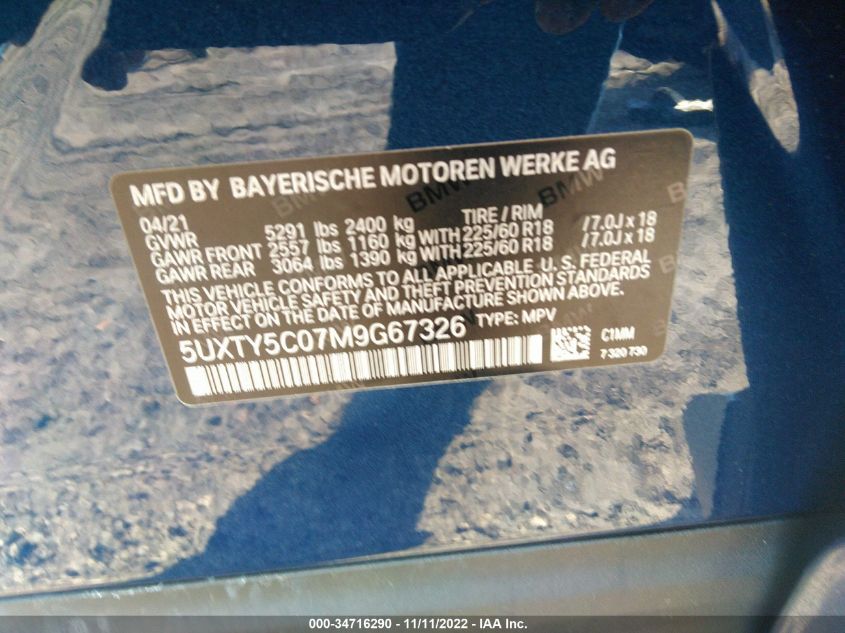 MFD BY BAYERISCHE MOTOREN WERKE AG
04/21
GVWR 5291 lbs 2400 kg TIRE / RIM
GAWR FRONT 2557 lbs 1160 kg WITH 225/60 R18 /7.0J x 18
GAWR REAR 3064 lbs 1390 kg WITH 225/60 R18 /7.0J x 18
THIS VEHICLE CONFORMS TO ALL APPLICABLE U. S. FEDERAL
MOTOR VEHICLE SAFETY AND THEFT PREVENTION STANDARDS
IN EFFECT ON THE DATE OF MANUFACTURE SHOWN ABOVE.
5UXTY5C07M9G67326 TYPE: MPV
C1MM
7 320 730
BMW
BMW
BMW
000-34716290 - 11/11/2022 - IAA Inc.